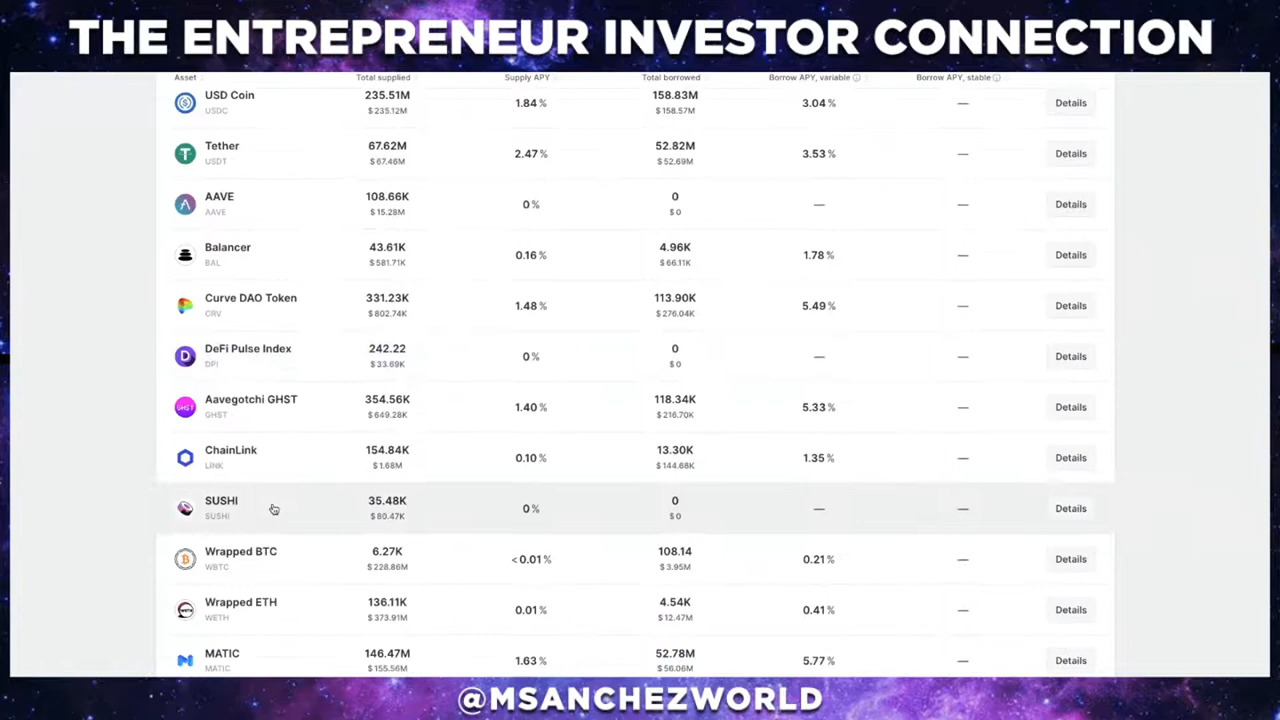 THE ENTREPRENEUR INVESTOR CONNECTION
Asset Total supplied Supply APY Total borrowed Borrow APY, variable Borrow APY, stable
USD Coin 235.51M 1.84 % 158.83M 3.04 % — Details
USDC $ 235.12M $ 158.57M
Tether 67.62M 2.47 % 52.82M 3.53 % — Details
USDT $ 67.46M $ 52.69M
AAVE 108.66K 0 % 0 — — Details
AAVE $ 15.28M $ 0
Balancer 43.61K 0.16 % 4.96K 1.78 % — Details
BAL $ 581.71K $ 66.11K
Curve DAO Token 331.23K 1.48 % 113.90K 5.49 % — Details
CRV $ 802.74K $ 276.04K
DeFi Pulse Index 242.22 0 % 0 — — Details
DPI $ 33.69K $ 0
Aavegotchi GHST 354.56K 1.40 % 118.34K 5.33 % — Details
GHST $ 649.28K $ 216.70K
ChainLink 154.84K 0.10 % 13.30K 1.35 % — Details
LINK $ 1.68M $ 144.68K
SUSHI 35.48K 0 % 0 — — Details
SUSHI $ 80.47K $ 0
Wrapped BTC 6.27K <0.01 % 108.14 0.21 % — Details
WBTC $ 228.86M $ 3.95M
Wrapped ETH 136.11K 0.01 % 4.54K 0.41 % — Details
WETH $ 373.91M $ 12.47M
MATIC 146.47M 1.63 % 52.78M 5.77 % — Details
MATIC $ 155.56M $ 56.06M
@MSANCHEZWORLD